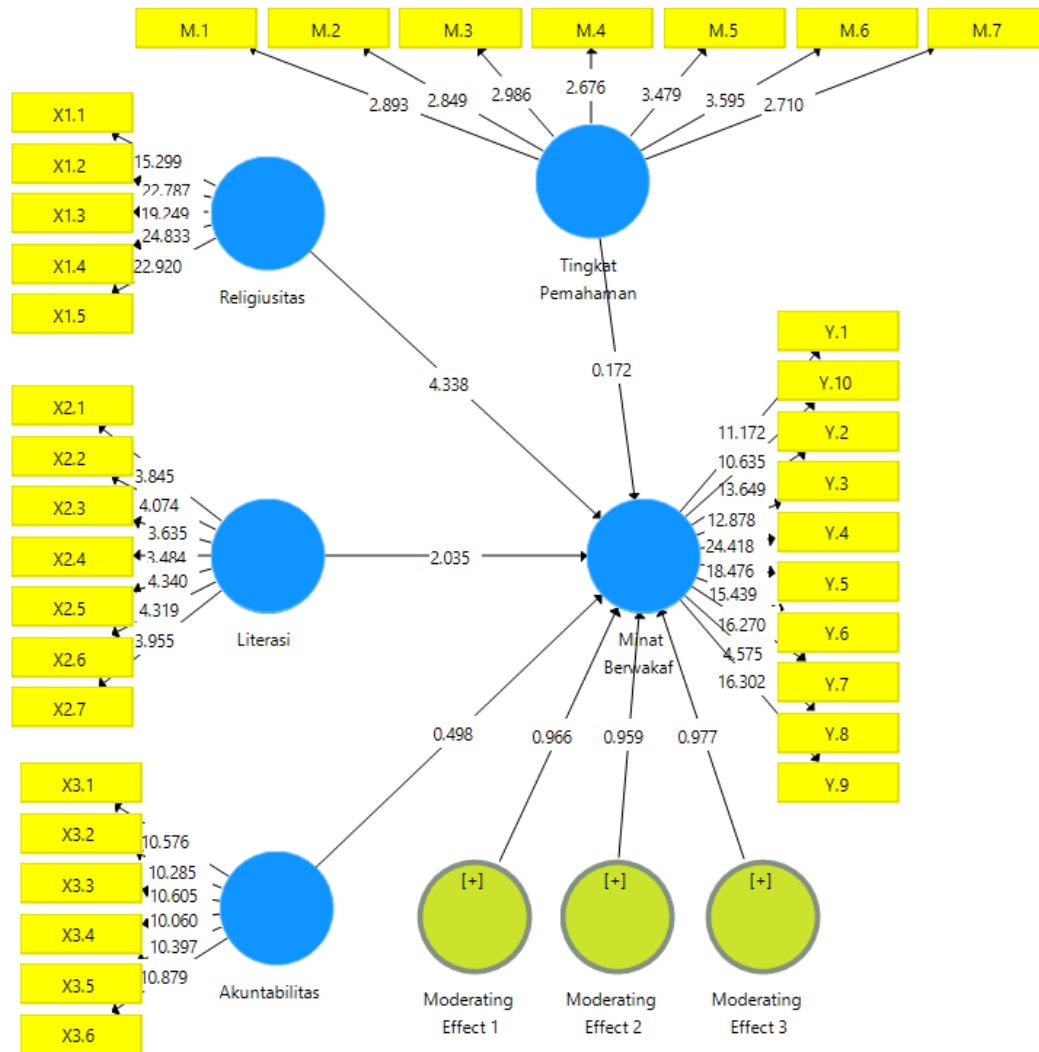 M.1
M.2
M.3
M.4
M.5
M.6
M.7
2.893
2.849
2.986
2.676
3.479
3.595
2.710
X1.1
X1.2
X1.3
X1.4
X1.5
15.299
22.787
19.249
24.833
22.920
Religiusitas
Tingkat
Pemahaman
4.338
0.172
X2.1
X2.2
X2.3
X2.4
X2.5
X2.6
X2.7
3.845
4.074
3.635
3.484
4.340
4.319
3.955
Literasi
2.035
Minat
Berwakaf
Y.1
Y.10
Y.2
Y.3
Y.4
Y.5
Y.6
Y.7
Y.8
Y.9
11.172
10.635
13.649
12.878
24.418
18.476
15.439
16.270
4.575
16.302
0.498
0.966
0.959
0.977
X3.1
X3.2
X3.3
X3.4
X3.5
X3.6
10.576
10.285
10.605
10.060
10.397
10.879
Akuntabilitas
[+]
[+]
[+]
Moderating
Effect 1
Moderating
Effect 2
Moderating
Effect 3